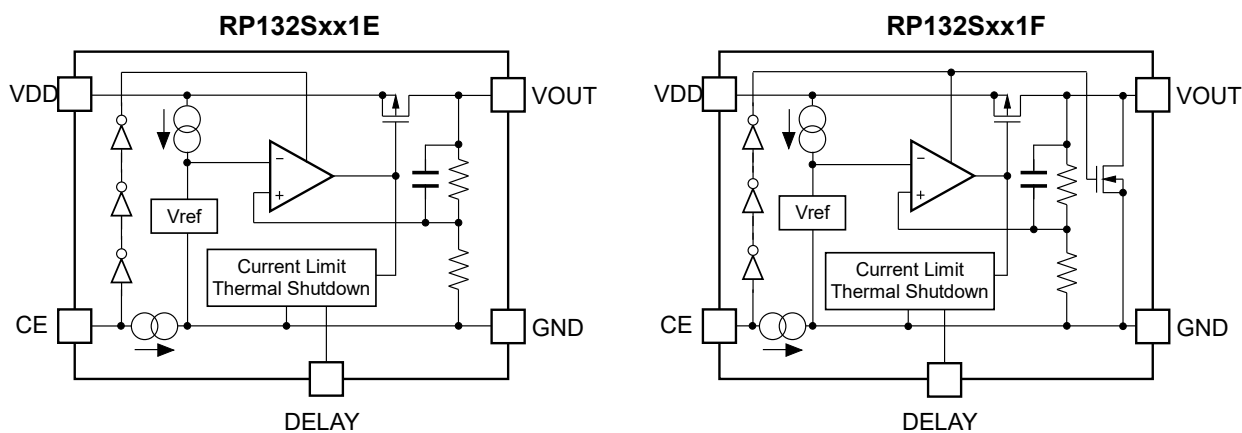 RP132Sxx1E
VDD
VOUT
−
+
Vref
Current Limit
Thermal Shutdown
CE
GND
DELAY
RP132Sxx1F
VDD
VOUT
−
+
Vref
Current Limit
Thermal Shutdown
CE
GND
DELAY